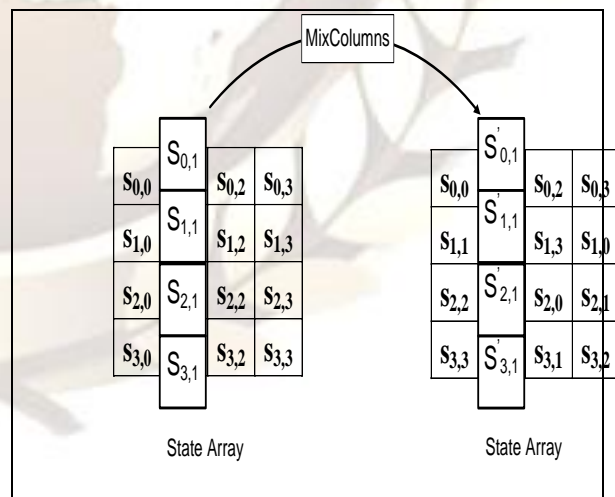 MixColumns
S0,1 S'0,1
s0,0 s0,2 s0,3 s0,0 s0,2 s0,3
S1,1 S'1,1
s1,0 s1,2 s1,3 s1,1 s1,3 s1,0
S2,1 S'2,1
s2,0 s2,2 s2,3 s2,2 s2,0 s2,1
S3,1 S'3,1
s3,0 s3,2 s3,3 s3,3 s3,1 s3,2
State Array State Array